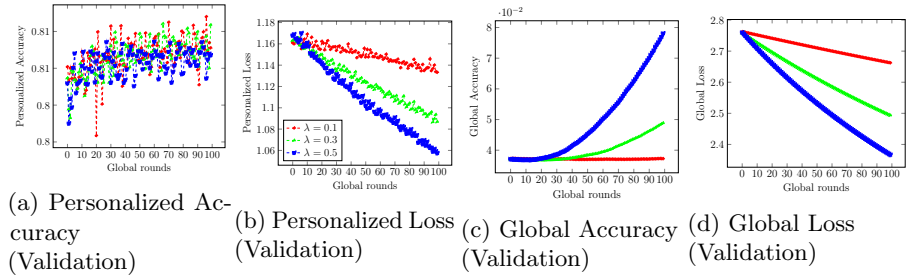 0.81
0.81
0.8
0.8
Personalized Accuracy
0 10 20 30 40 50 60 70 80 90 100
Global rounds
(a) Personalized Ac-
curacy
(Validation)
1.16
1.14
1.12
1.1
1.08
1.06
Personalized Loss
λ = 0.1
λ = 0.3
λ = 0.5
0 10 20 30 40 50 60 70 80 90 100
Global rounds
(b) Personalized Loss
(Validation)
·10⁻²
8
6
4
Global Accuracy
0 10 20 30 40 50 60 70 80 90 100
Global rounds
(c) Global Accuracy
(Validation)
2.8
2.7
2.6
2.5
2.4
Global Loss
0 10 20 30 40 50 60 70 80 90 100
Global rounds
(d) Global Loss
(Validation)